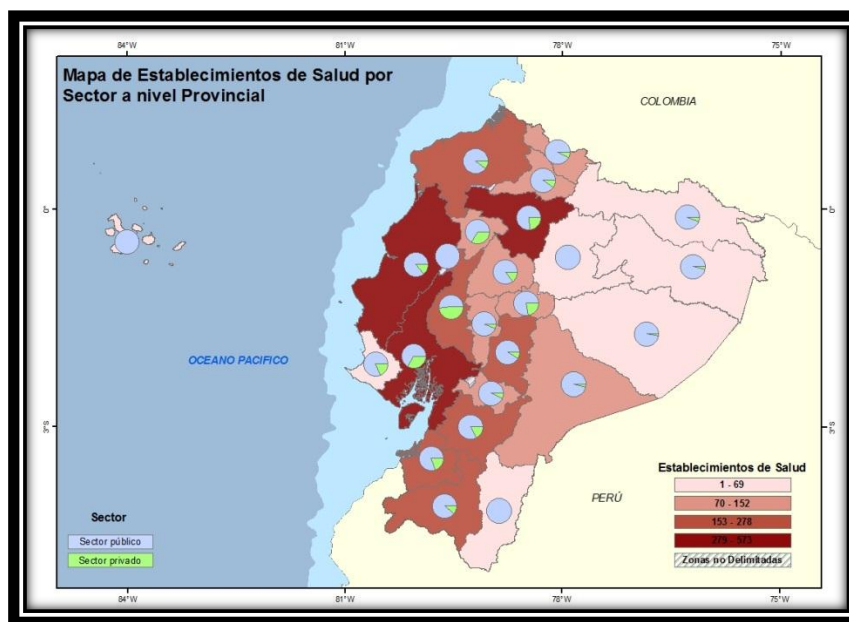 84°W
81°W
78°W
75°W
Mapa de Establecimientos de Salud por
Sector a nivel Provincial
COLOMBIA
0°
0°
OCEANO PACIFICO
3°S
3°S
PERÚ
Sector
Sector público
Sector privado
Establecimientos de Salud
1 - 69
70 - 152
153 - 278
279 - 573
Zonas no Delimitadas
84°W
81°W
78°W
75°W